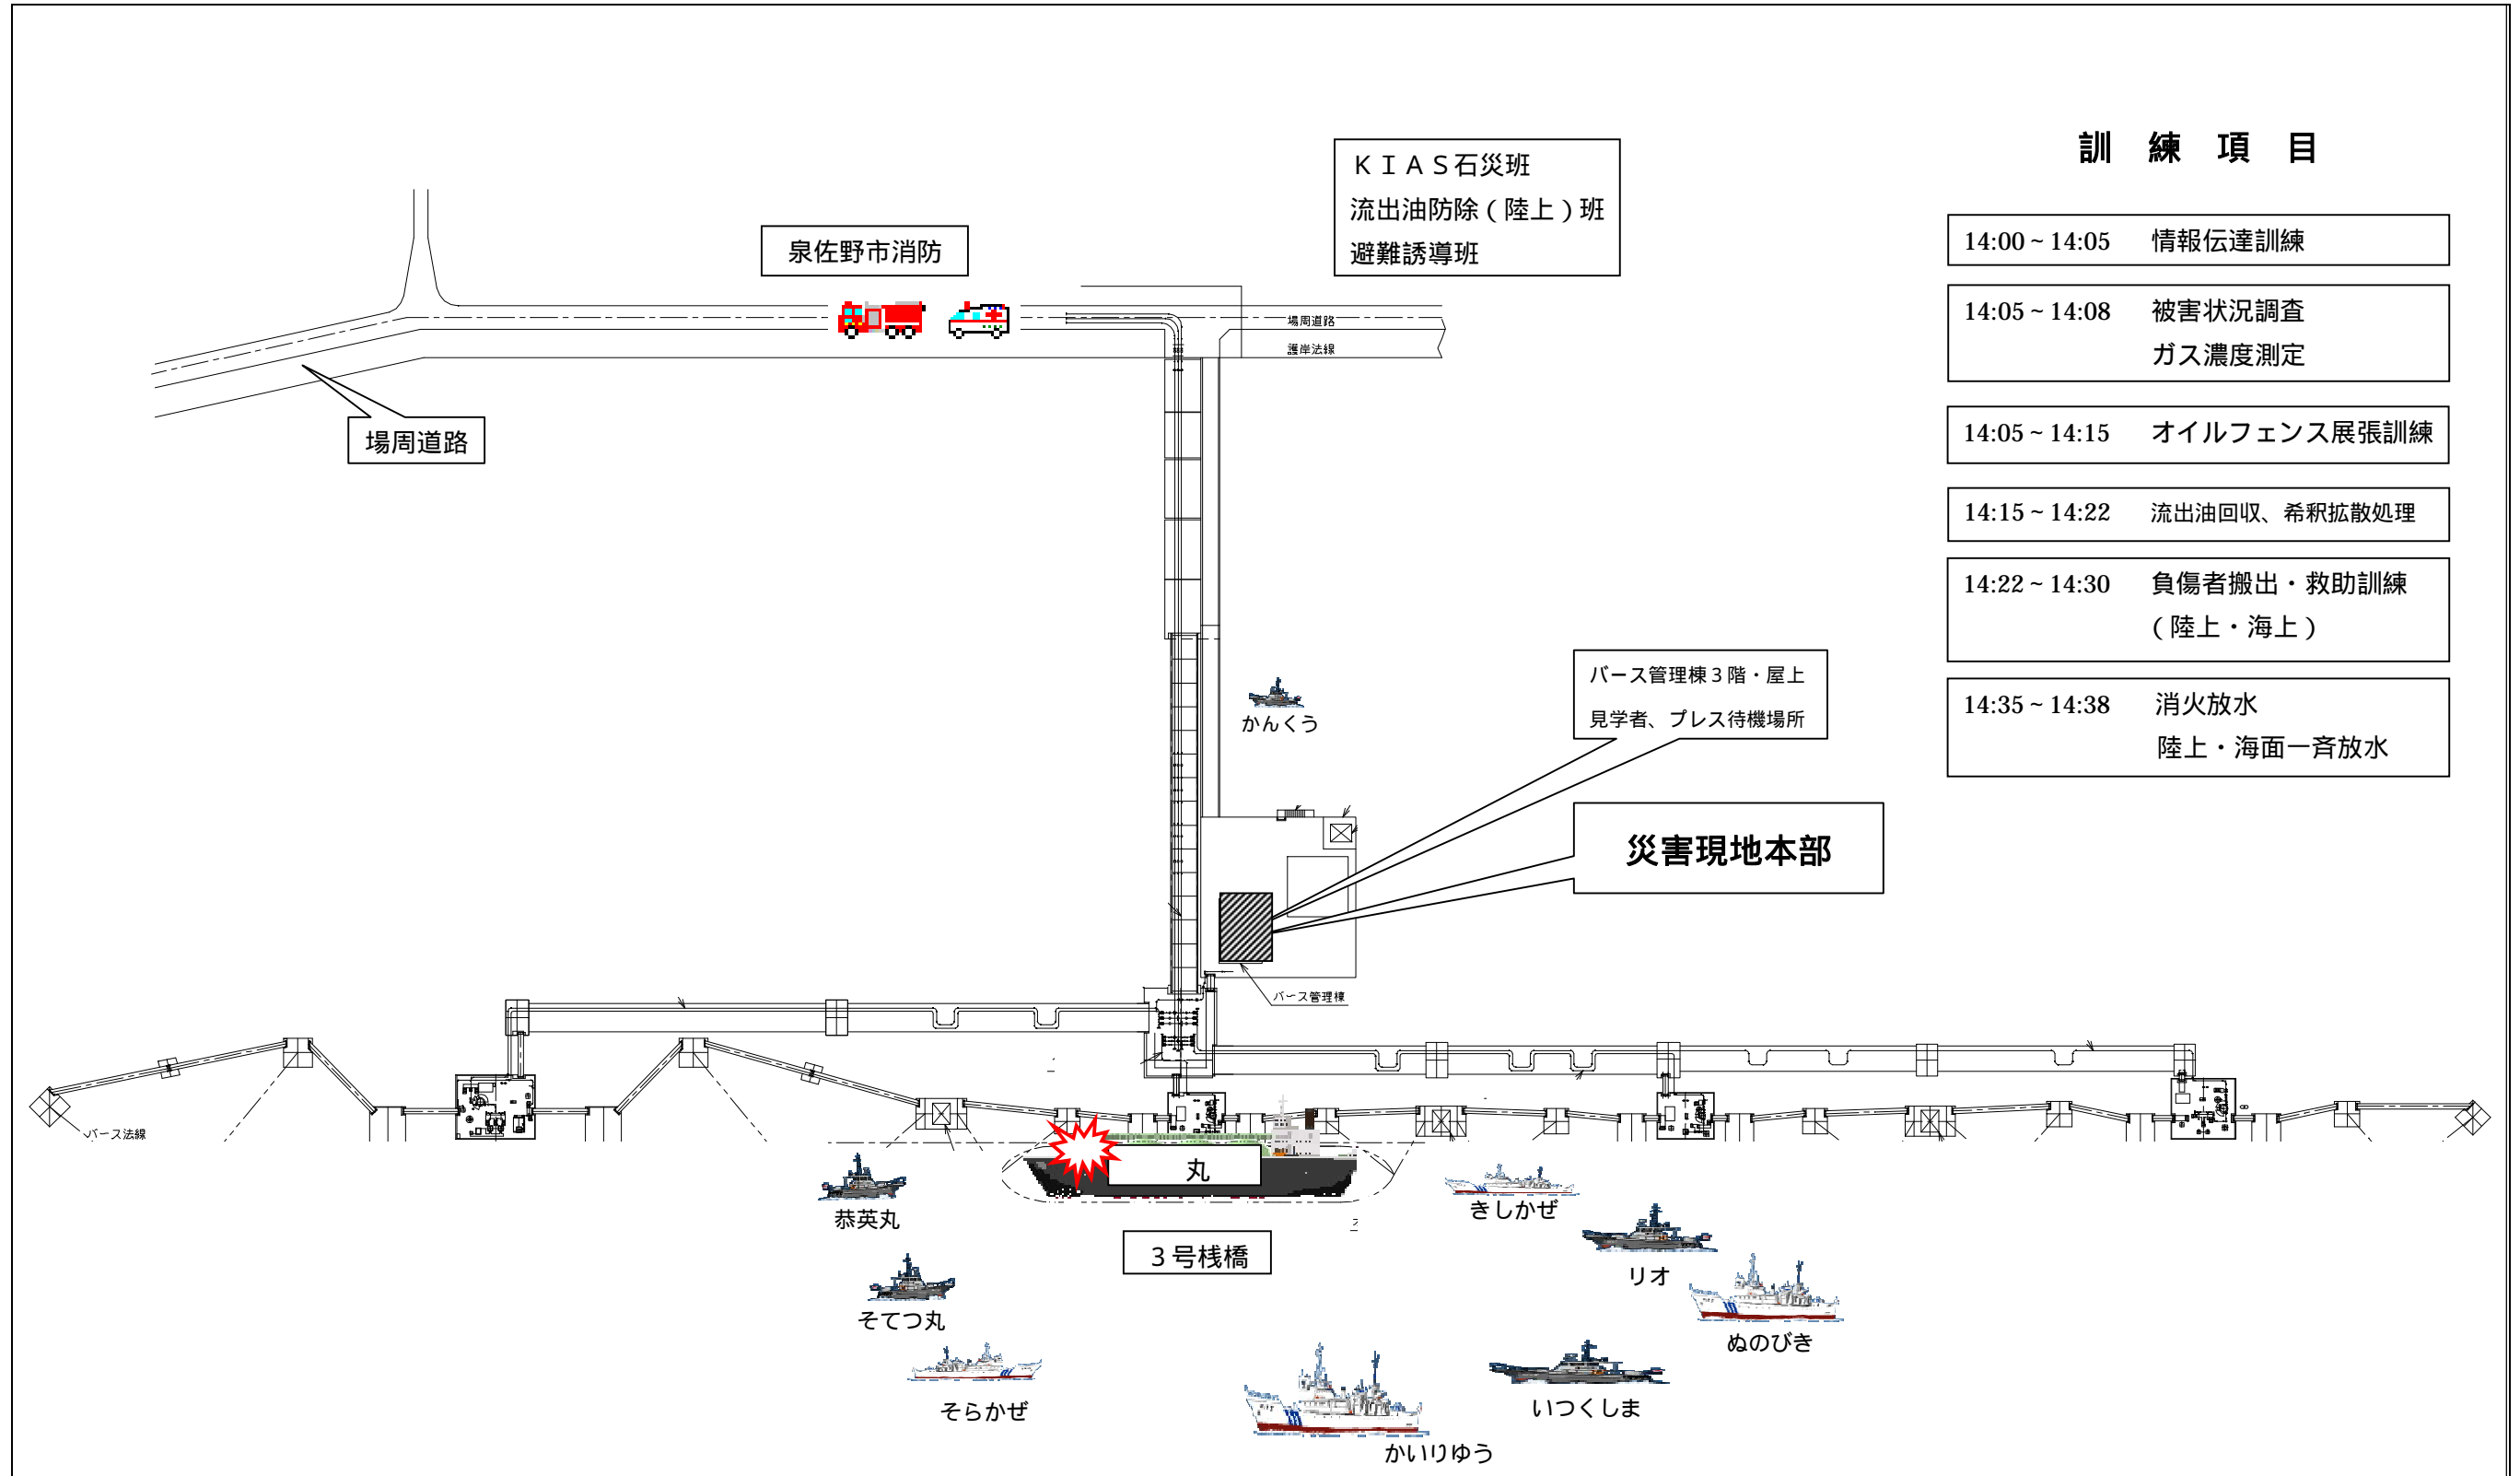 訓 練 項 目
ＫＩＡＳ石災班
流出油防除（陸上）班
避難誘導班
泉佐野市消防
場周道路
護岸法線
場周道路
14:00～14:05 情報伝達訓練
14:05～14:08 被害状況調査
ガス濃度測定
14:05～14:15 オイルフェンス展張訓練
14:15～14:22 流出油回収、希釈拡散処理
14:22～14:30 負傷者搬出・救助訓練
（陸上・海上）
14:35～14:38 消火放水
陸上・海面一斉放水
バース管理棟３階・屋上
見学者、プレス待機場所
かんくう
災害現地本部
バース管理棟
バース法線
丸
恭英丸
３号桟橋
きしかぜ
リオ
そてつ丸
ぬのびき
そらかぜ
いつくしま
かいりゆう